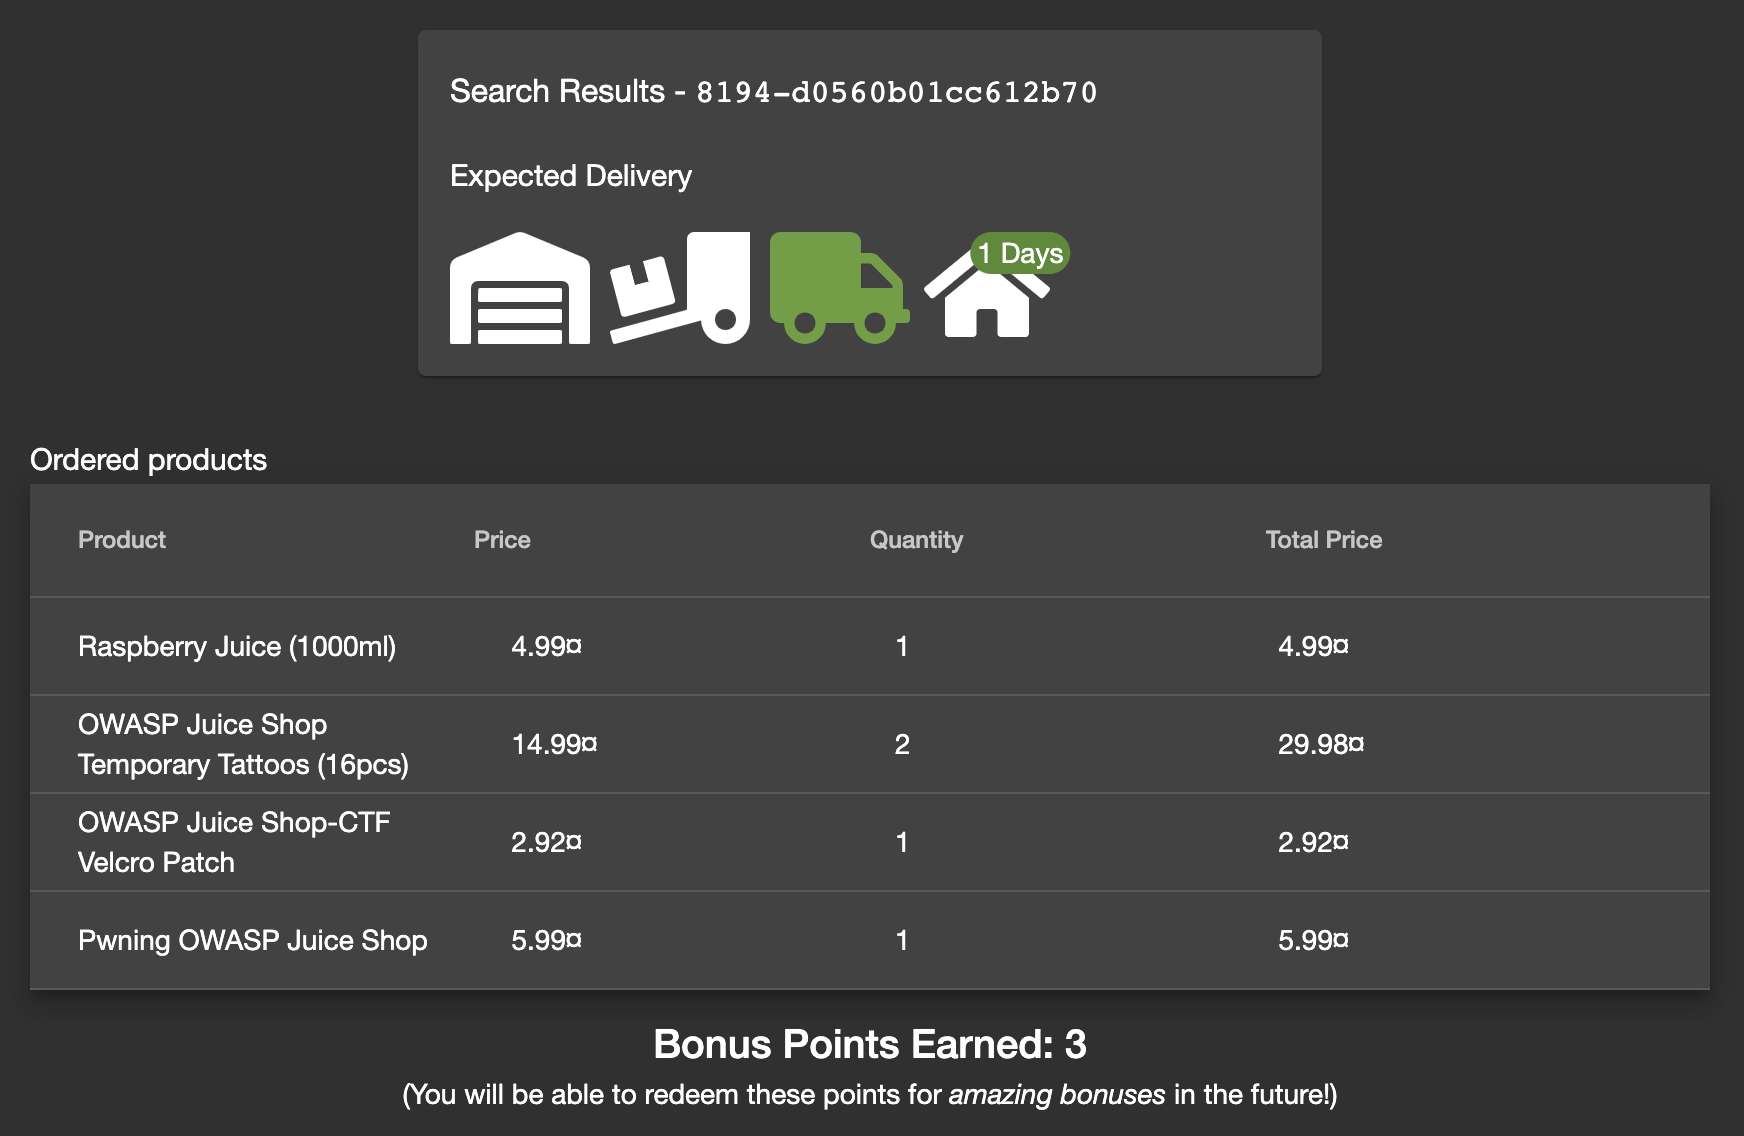 Search Results - 8194-d0560b01cc612b70
Expected Delivery
1 Days
Ordered products
Product Price Quantity Total Price
Raspberry Juice (1000ml) 4.99¤ 1 4.99¤
OWASP Juice Shop
Temporary Tattoos (16pcs) 14.99¤ 2 29.98¤
OWASP Juice Shop-CTF
Velcro Patch 2.92¤ 1 2.92¤
Pwning OWASP Juice Shop 5.99¤ 1 5.99¤
Bonus Points Earned: 3
(You will be able to redeem these points for amazing bonuses in the future!)